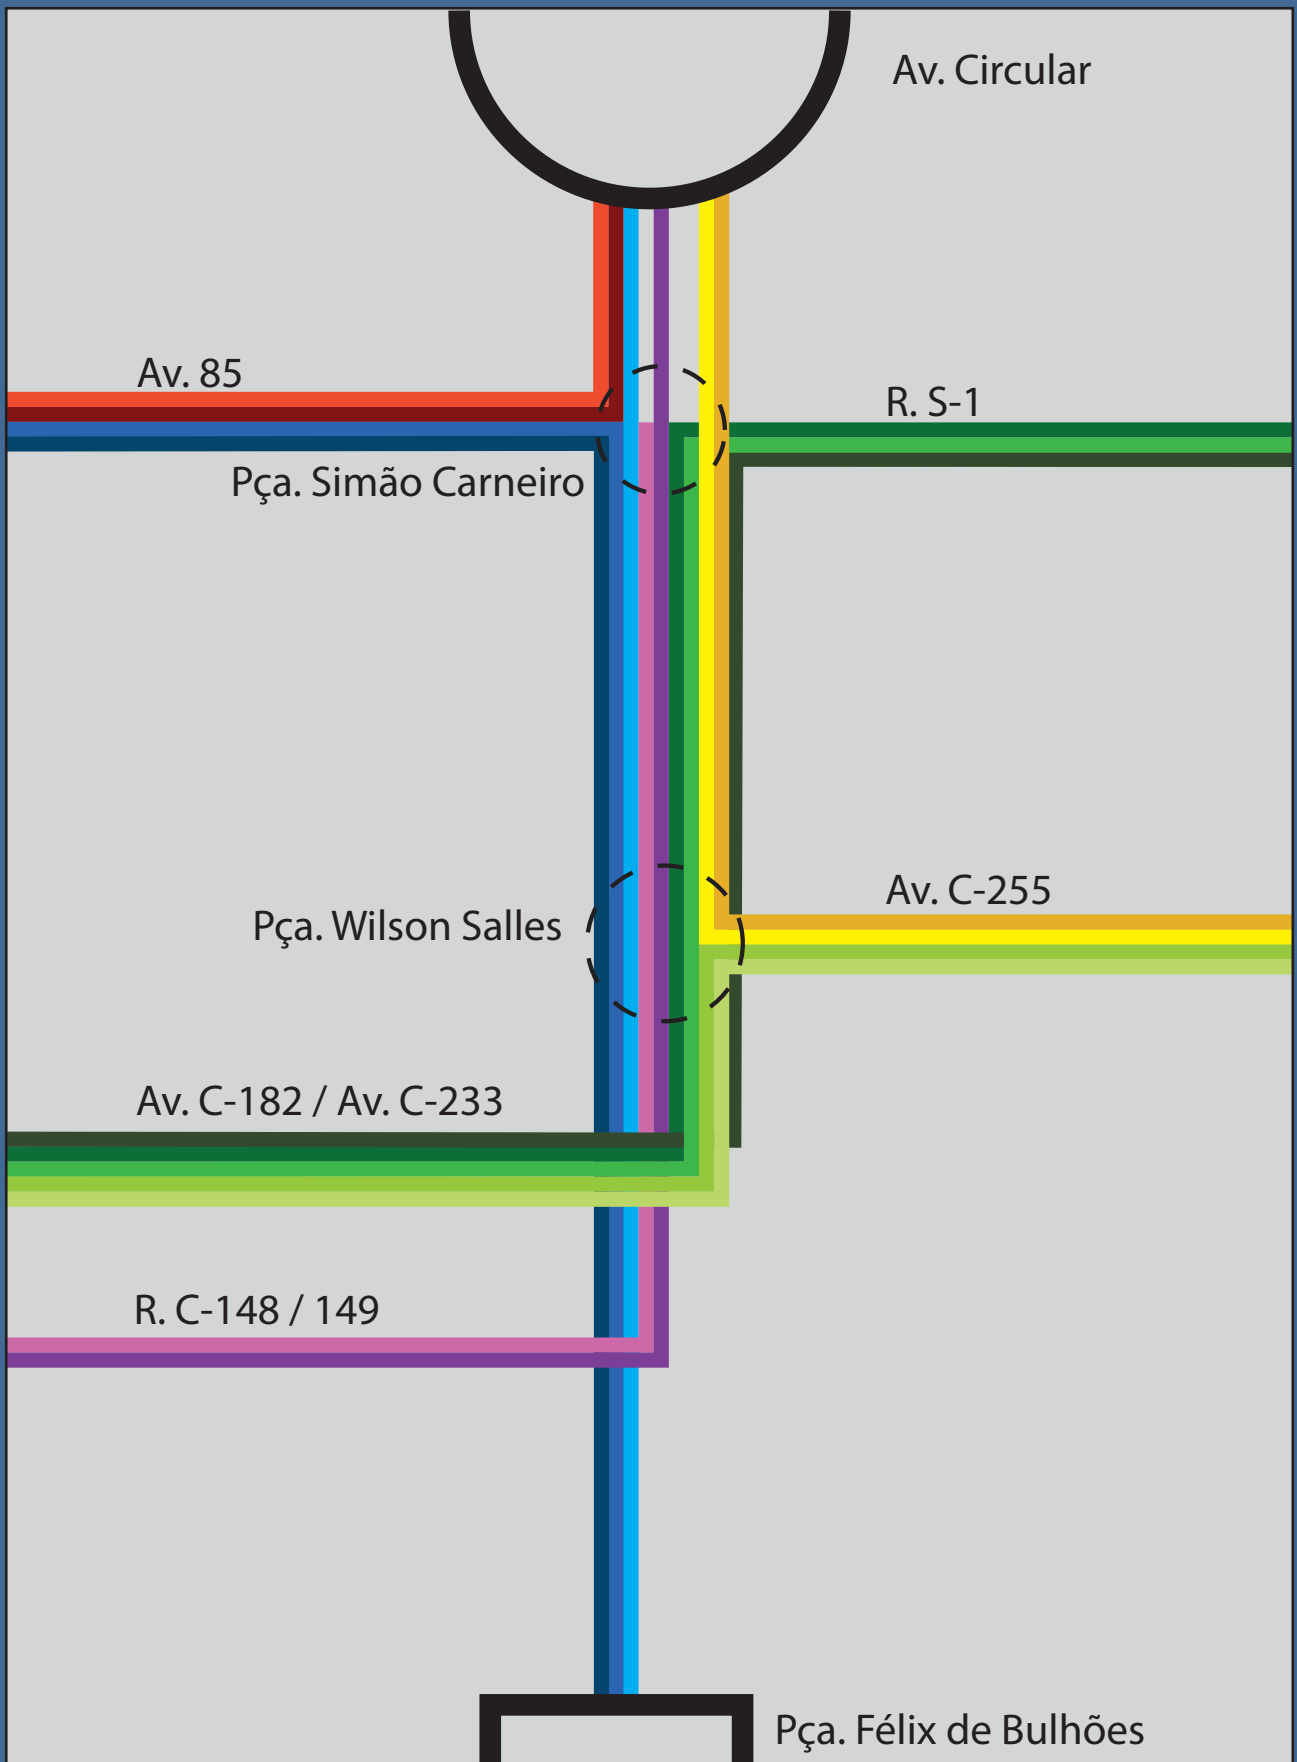 Av. Circular
Av. 85
R. S-1
Pça. Simão Carneiro
Av. C-255
Pça. Wilson Salles
Av. C-182 / Av. C-233
R. C-148 / 149
Pça. Félix de Bulhões